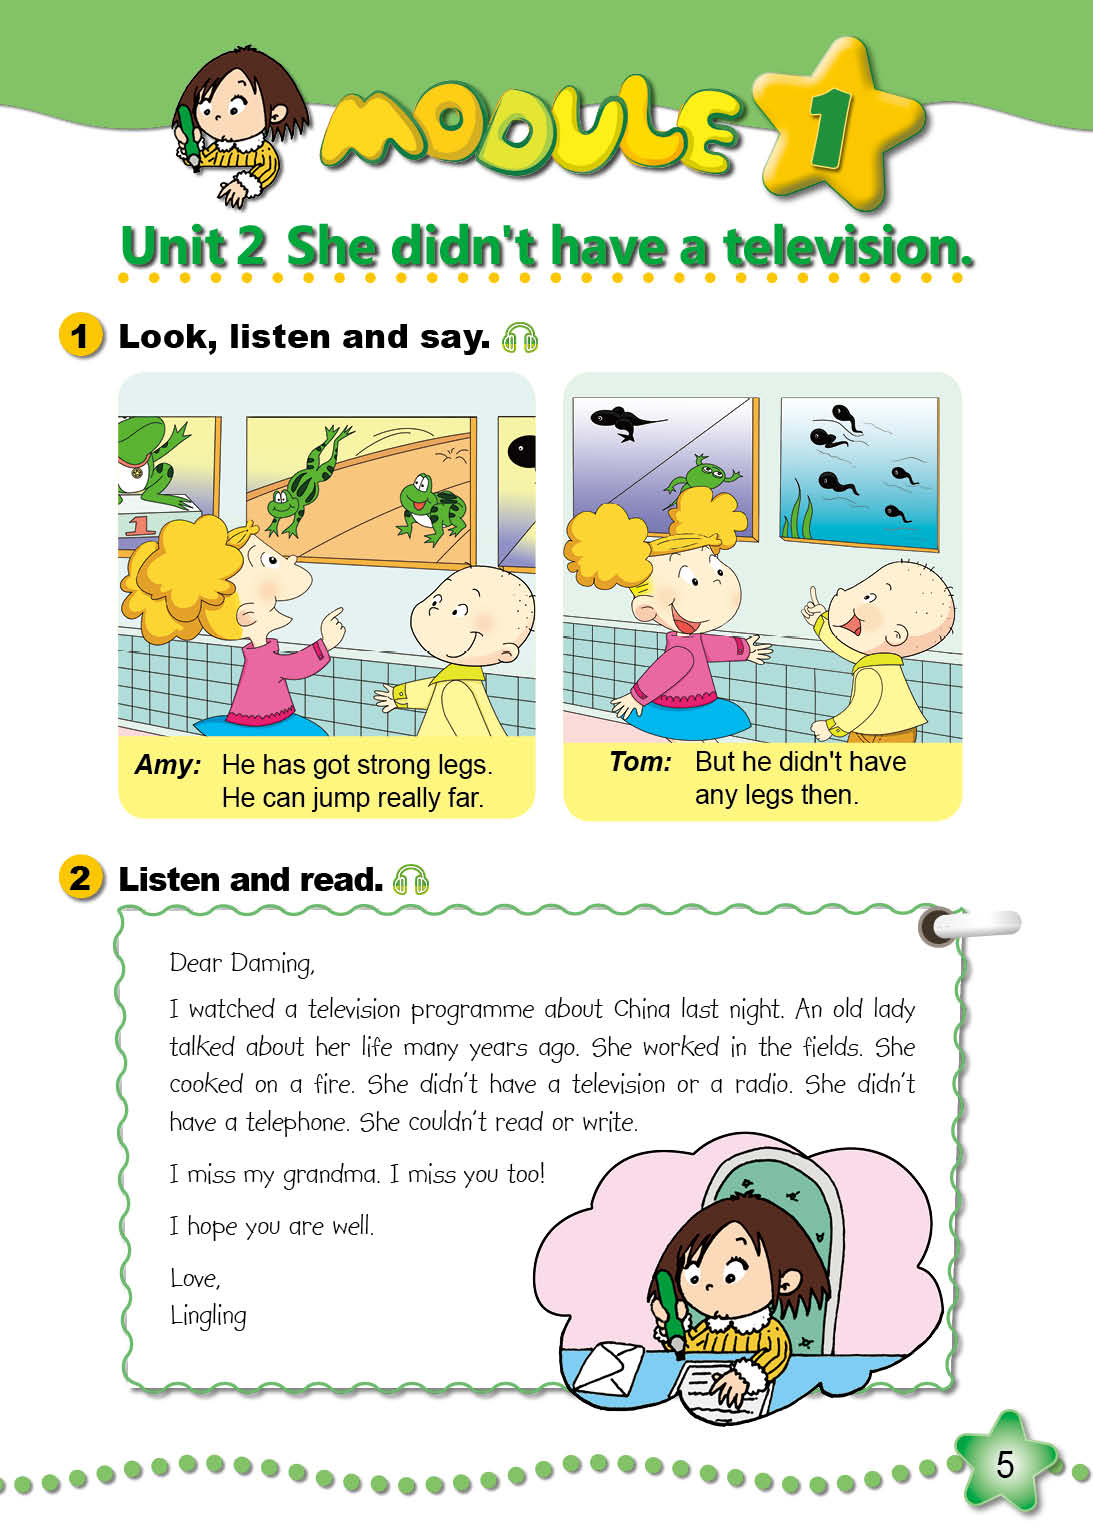 MODULE 1
Unit 2 She didn't have a television.
1 Look, listen and say.
1
Amy: He has got strong legs.
He can jump really far.
Tom: But he didn't have
any legs then.
2 Listen and read.
Dear Daming,
I watched a television programme about China last night. An old lady
talked about her life many years ago. She worked in the fields. She
cooked on a fire. She didn't have a television or a radio. She didn't
have a telephone. She couldn't read or write.
I miss my grandma. I miss you too!
I hope you are well.
Love,
Lingling
5